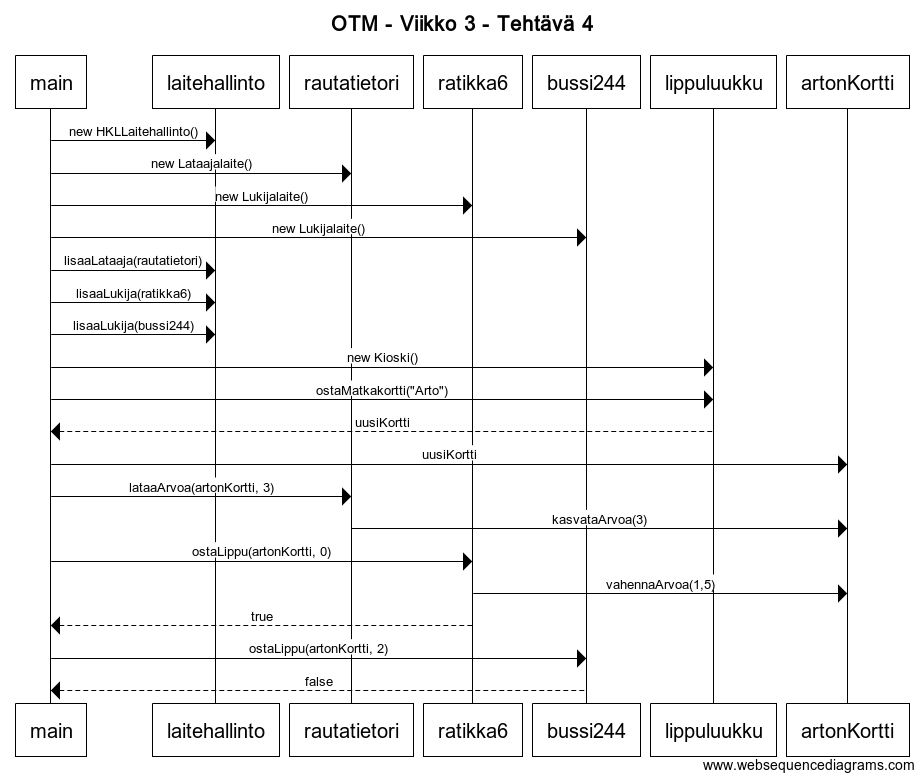 OTM - Viikko 3 - Tehtävä 4
main laitehallinto rautatietori ratikka6 bussi244 lippuluukku artonKortti
new HKLLaitehallinto()
new Lataajalaite()
new Lukijalaite()
new Lukijalaite()
lisaaLataaja(rautatietori)
lisaaLukija(ratikka6)
lisaaLukija(bussi244)
new Kioski()
ostaMatkakortti("Arto")
uusiKortti
uusiKortti
lataaArvoa(artonKortti, 3)
kasvataArvoa(3)
ostaLippu(artonKortti, 0)
vahennaArvoa(1,5)
true
ostaLippu(artonKortti, 2)
false
main laitehallinto rautatietori ratikka6 bussi244 lippuluukku artonKortti
www.websequencediagrams.com